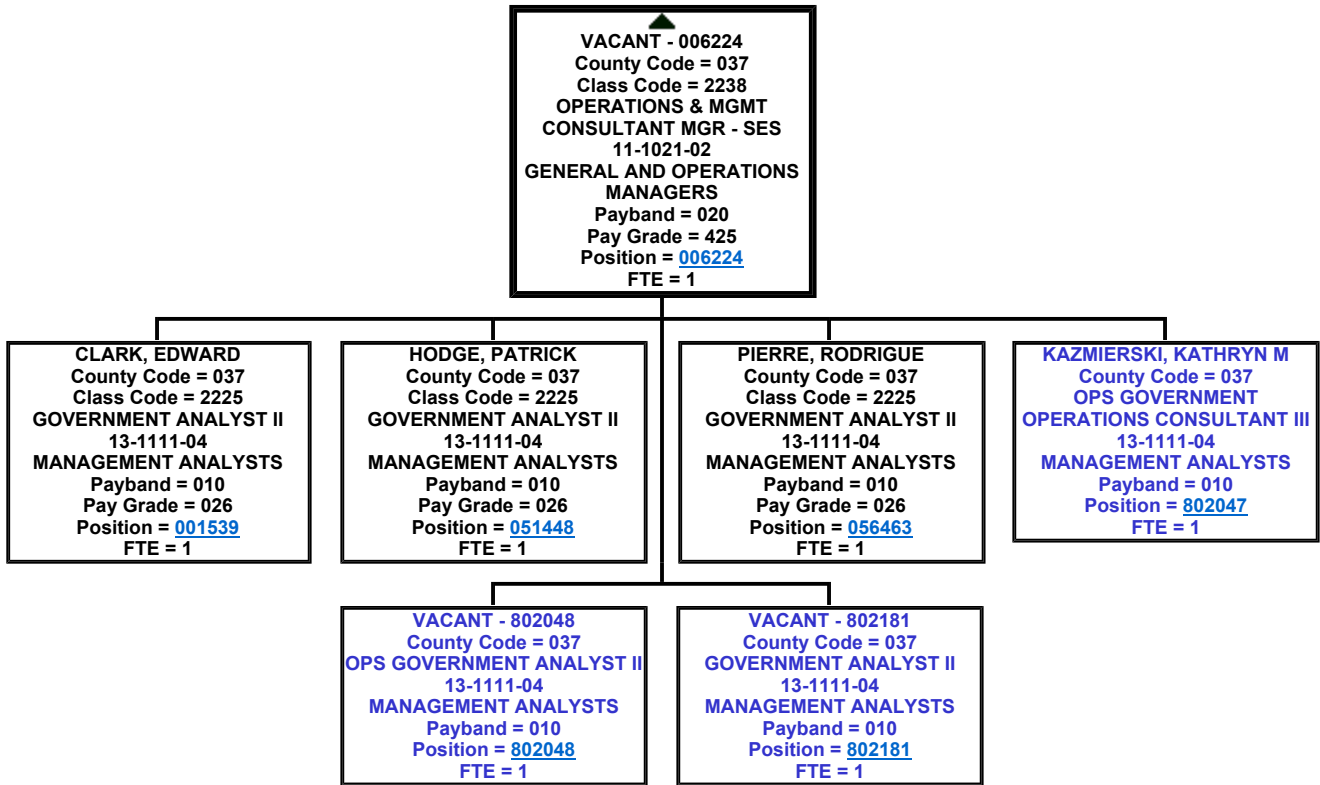 VACANT - 006224
County Code = 037
Class Code = 2238
OPERATIONS & MGMT
CONSULTANT MGR - SES
11-1021-02
GENERAL AND OPERATIONS
MANAGERS
Payband = 020
Pay Grade = 425
Position = 006224
FTE = 1
CLARK, EDWARD
County Code = 037
Class Code = 2225
GOVERNMENT ANALYST II
13-1111-04
MANAGEMENT ANALYSTS
Payband = 010
Pay Grade = 026
Position = 001539
FTE = 1
HODGE, PATRICK
County Code = 037
Class Code = 2225
GOVERNMENT ANALYST II
13-1111-04
MANAGEMENT ANALYSTS
Payband = 010
Pay Grade = 026
Position = 051448
FTE = 1
PIERRE, RODRIGUE
County Code = 037
Class Code = 2225
GOVERNMENT ANALYST II
13-1111-04
MANAGEMENT ANALYSTS
Payband = 010
Pay Grade = 026
Position = 056463
FTE = 1
KAZMIERSKI, KATHRYN M
County Code = 037
OPS GOVERNMENT
OPERATIONS CONSULTANT III
13-1111-04
MANAGEMENT ANALYSTS
Payband = 010
Position = 802047
FTE = 1
VACANT - 802048
County Code = 037
OPS GOVERNMENT ANALYST II
13-1111-04
MANAGEMENT ANALYSTS
Payband = 010
Position = 802048
FTE = 1
VACANT - 802181
County Code = 037
GOVERNMENT ANALYST II
13-1111-04
MANAGEMENT ANALYSTS
Payband = 010
Position = 802181
FTE = 1